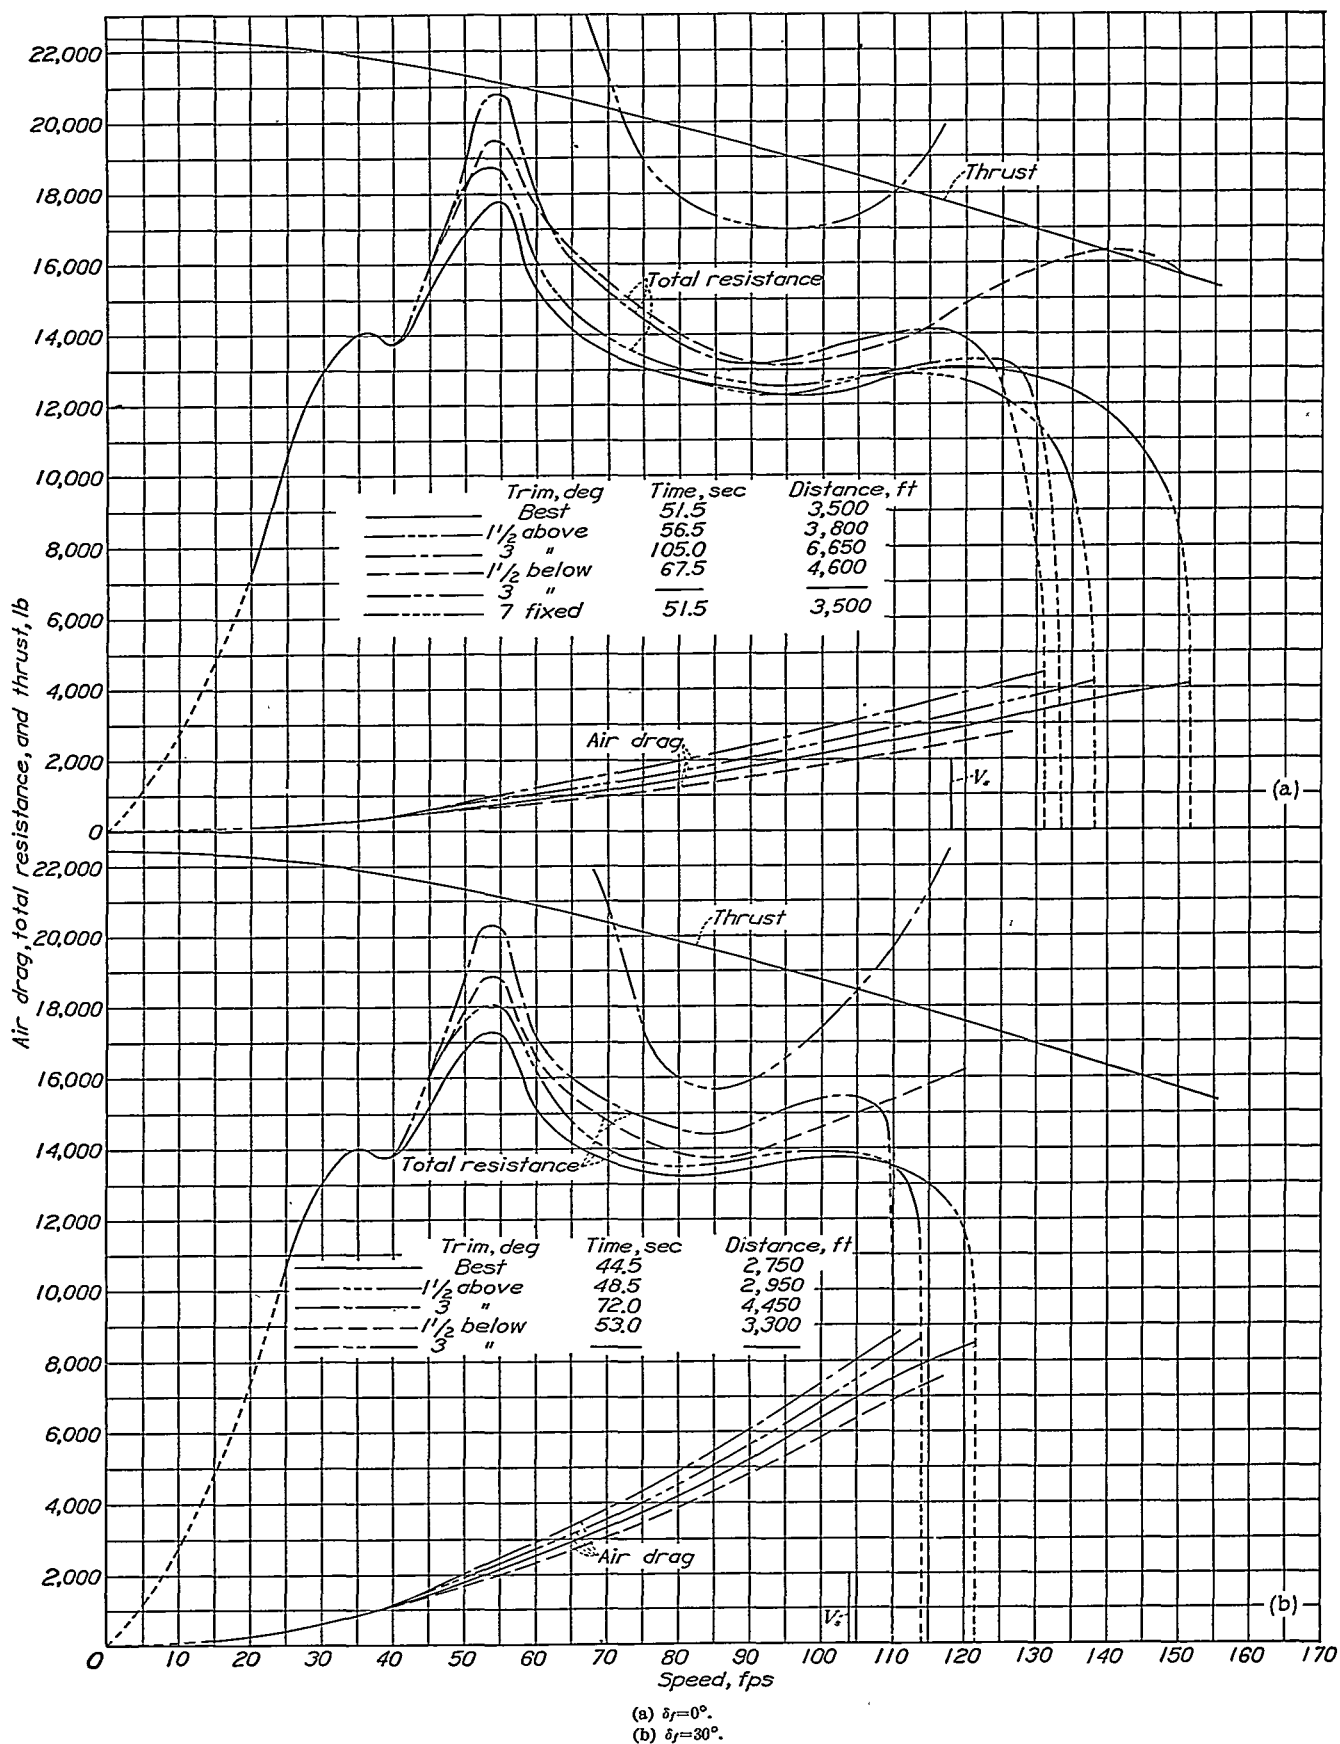 22,000
20,000
18,000
16,000
14,000
12,000
10,000
8,000
6,000
4,000
2,000
0
Thrust
Total resistance
Trim, deg Time, sec Distance, ft
Best 51.5 3,500
1 1/2 above 56.5 3,800
3 " 105.0 6,650
1 1/2 below 67.5 4,600
3 " —— ——
7 fixed 51.5 3,500
Air drag
Vs
(a)
Air drag, total resistance, and thrust, lb
22,000
20,000
18,000
16,000
14,000
12,000
10,000
8,000
6,000
4,000
2,000
Thrust
Total resistance
Trim, deg Time, sec Distance, ft
Best 44.5 2,750
1 1/2 above 48.5 2,950
3 " 72.0 4,450
1 1/2 below 53.0 3,300
3 " —— ——
Air drag
Vs
(b)
0 10 20 30 40 50 60 70 80 90 100 110 120 130 140 150 160 170
Speed, fps
(a) δf=0°.
(b) δf=30°.